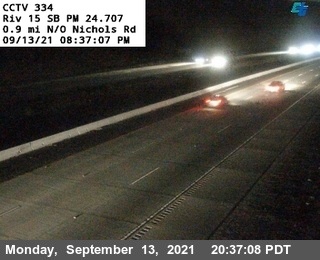 CCTV 334
Riv 15 SB PM 24.707
0.9 mi N/O Nichols Rd
09/13/21 08:37:07 PM
Monday, September 13, 2021 20:37:08 PDT